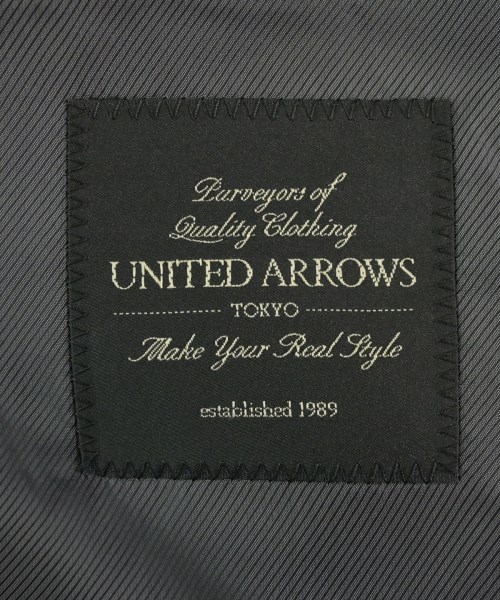 Purveyors of
Quality Clothing
UNITED ARROWS
TOKYO
Make Your Real Style
established 1989